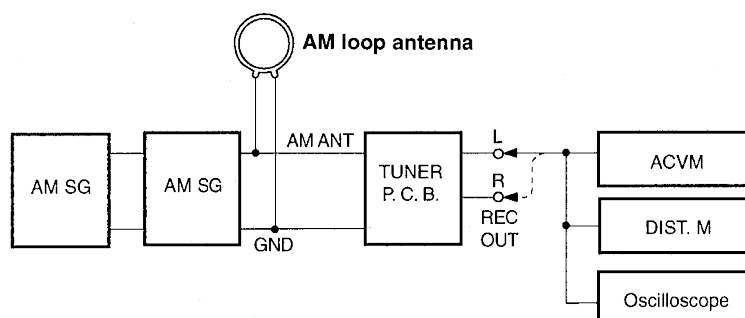 AM loop antenna
AM SG
AM SG
AM ANT
GND
TUNER
P. C. B.
L
R
REC
OUT
ACVM
DIST. M
Oscilloscope